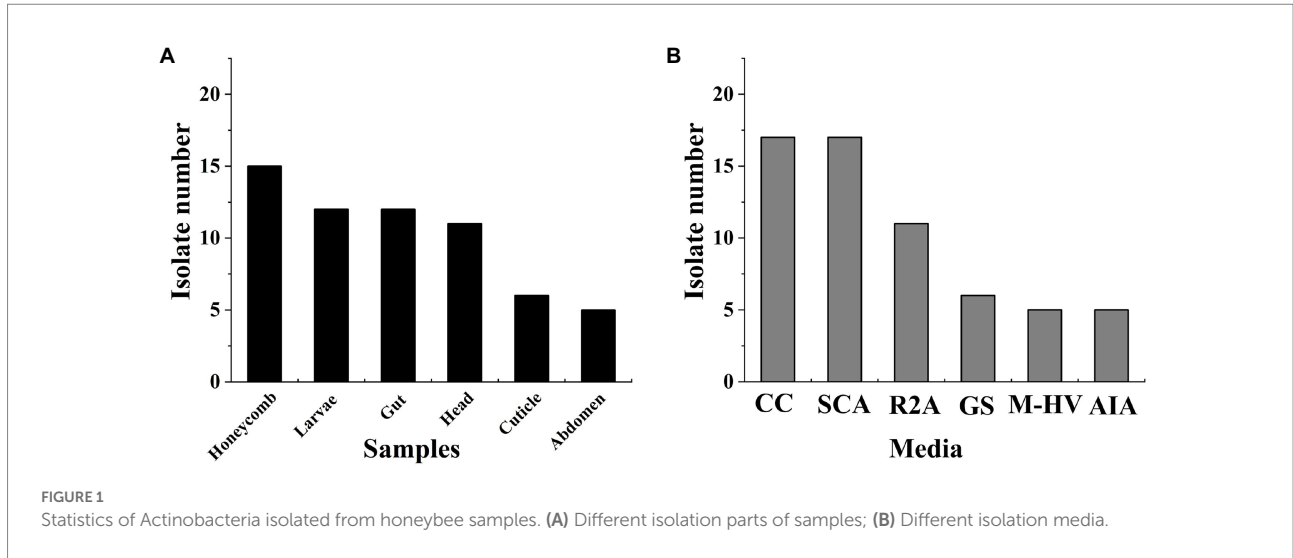 A
Isolate number
20
15
10
5
0
Honeycomb
Larvae
Gut
Head
Cuticle
Abdomen
Samples
B
Isolate number
20
15
10
5
0
CC
SCA
R2A
GS
M-HV
AIA
Media
FIGURE 1
Statistics of Actinobacteria isolated from honeybee samples. (A) Different isolation parts of samples; (B) Different isolation media.